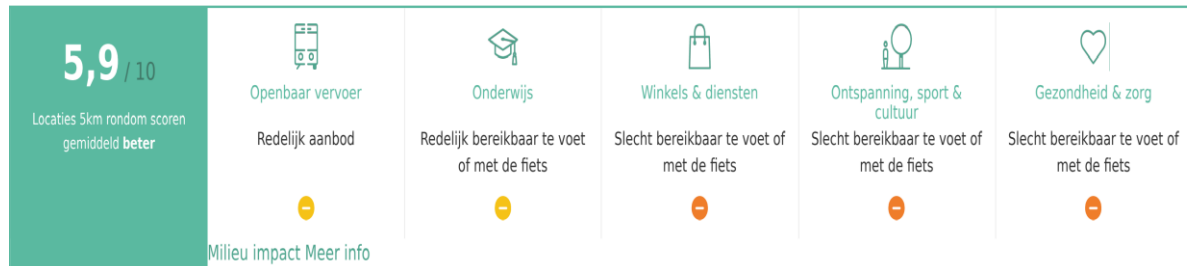 5,9 / 10
Locaties 5km rondom scoren
gemiddeld beter
Openbaar vervoer
Redelijk aanbod
Onderwijs
Redelijk bereikbaar te voet
of met de fiets
Winkels & diensten
Slecht bereikbaar te voet of
met de fiets
Ontspanning, sport &
cultuur
Slecht bereikbaar te voet of
met de fiets
Gezondheid & zorg
Slecht bereikbaar te voet of
met de fiets
Milieu impact Meer info